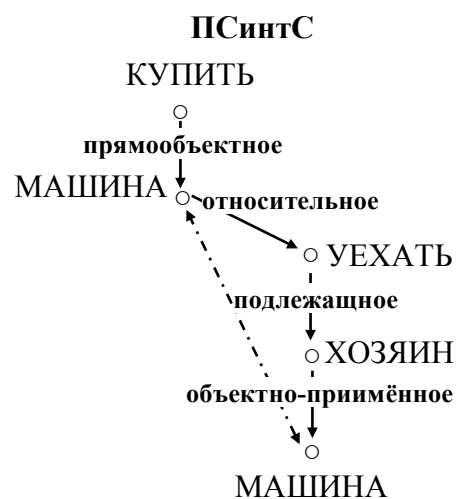 ПСинтС
КУПИТЬ
прямообъектное
МАШИНА
относительное
УЕХАТЬ
подлежащное
ХОЗЯИН
объектно-приимённое
МАШИНА